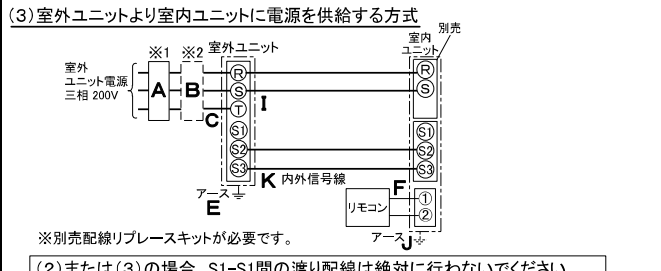 (3)室外ユニットより室内ユニットに電源を供給する方式
※1 ※2 室外ユニット
室内
ユニット
別売
室外
ユニット電源
三相 200V
A
B
C
R
S
T
S1
S2
S3
I
R
S
S1
S2
S3
K 内外信号線
アース
E
F
リモコン
①
②
アース
J
※別売配線リプレースキットが必要です。
(2)または(3)の場合、S1-S1間の渡り配線は絶対に行わないでください